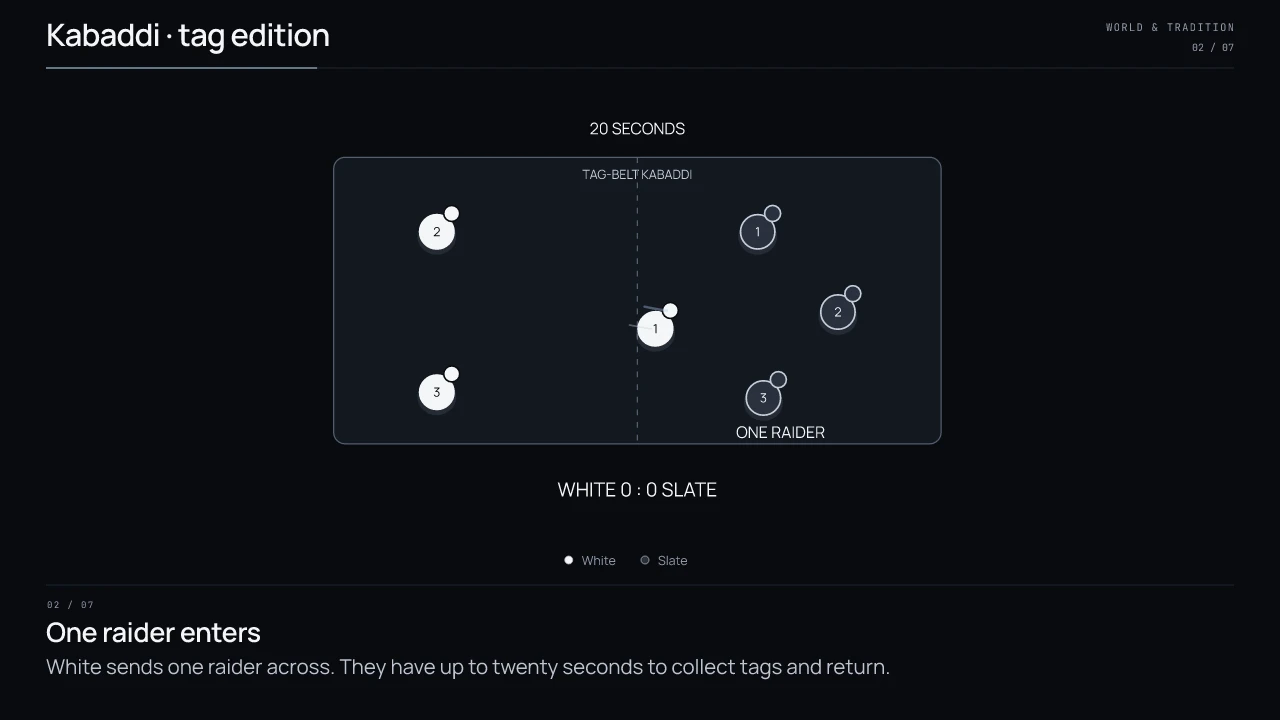 Kabaddi · tag edition
WORLD & TRADITION
02 / 07
20 SECONDS
TAG-BELT KABADDI
2
1
2
1
3
3
ONE RAIDER
WHITE 0 : 0 SLATE
White
Slate
02 / 07
One raider enters
White sends one raider across. They have up to twenty seconds to collect tags and return.